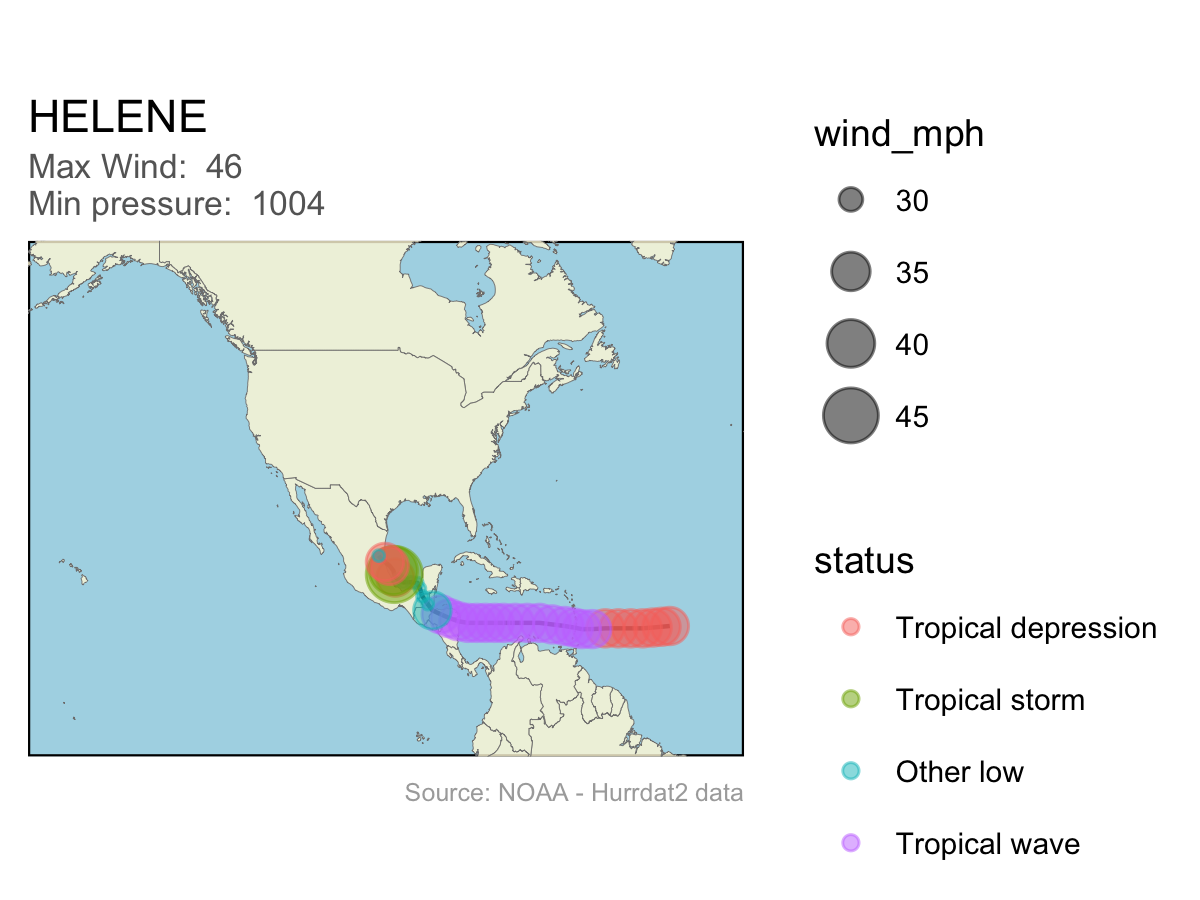 HELENE
Max Wind:  46
Min pressure:  1004
wind_mph
30
35
40
45
status
Tropical depression
Tropical storm
Other low
Tropical wave
Source: NOAA - Hurrdat2 data